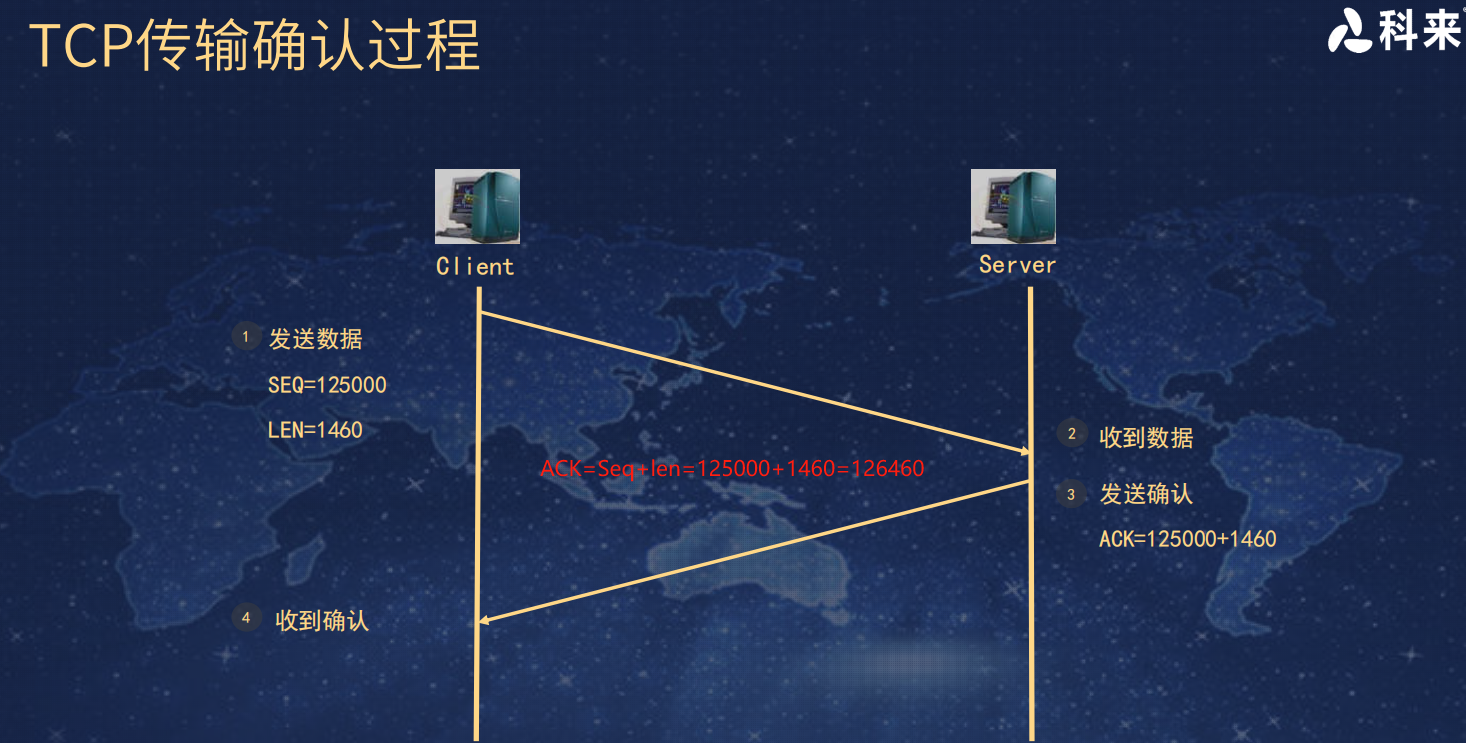 TCP传输确认过程
科来
Client
Server
1 发送数据
SEQ=125000
LEN=1460
2 收到数据
ACK=Seq+len=125000+1460=126460
3 发送确认
ACK=125000+1460
4 收到确认